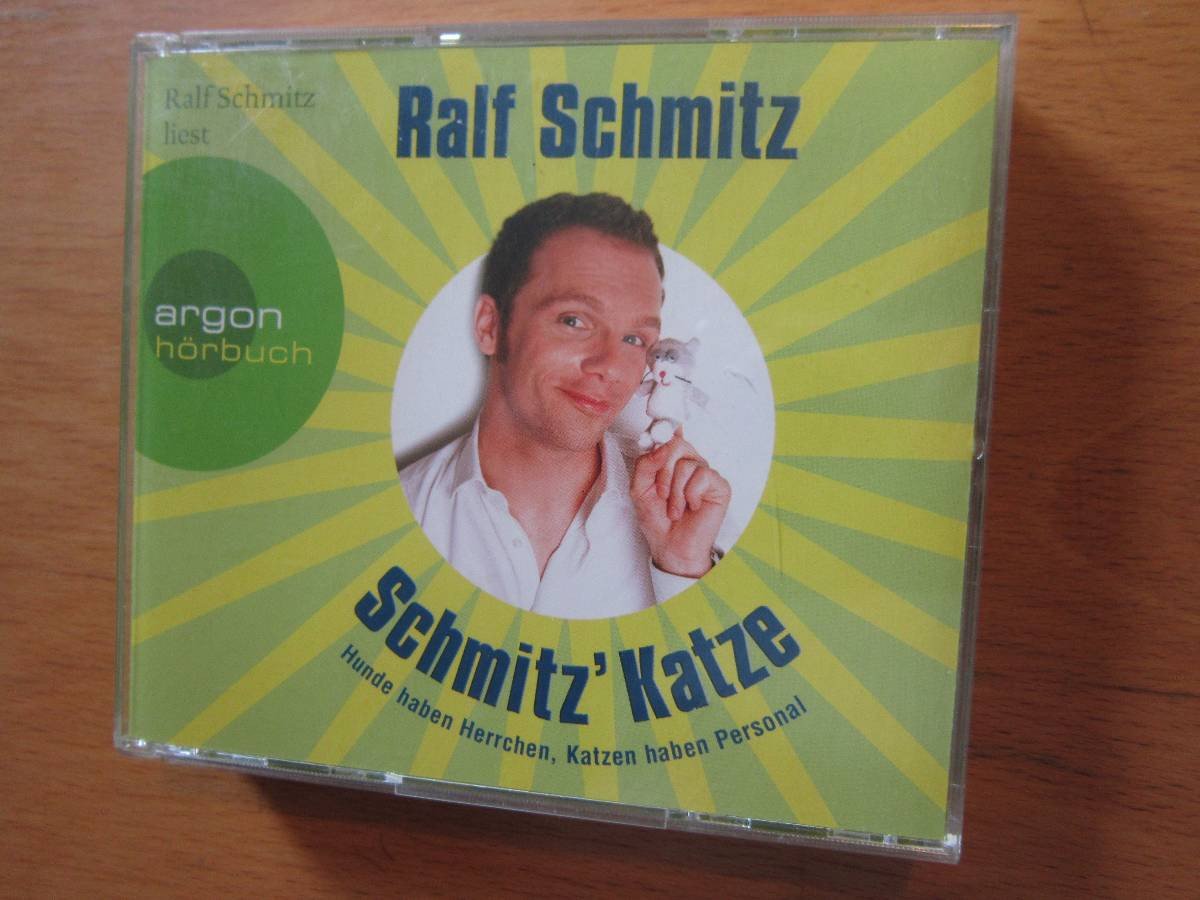 Ralf Schmitz
liest
Ralf Schmitz
argon
hörbuch
Schmitz’ Katze
Hunde haben Herrchen, Katzen haben Personal